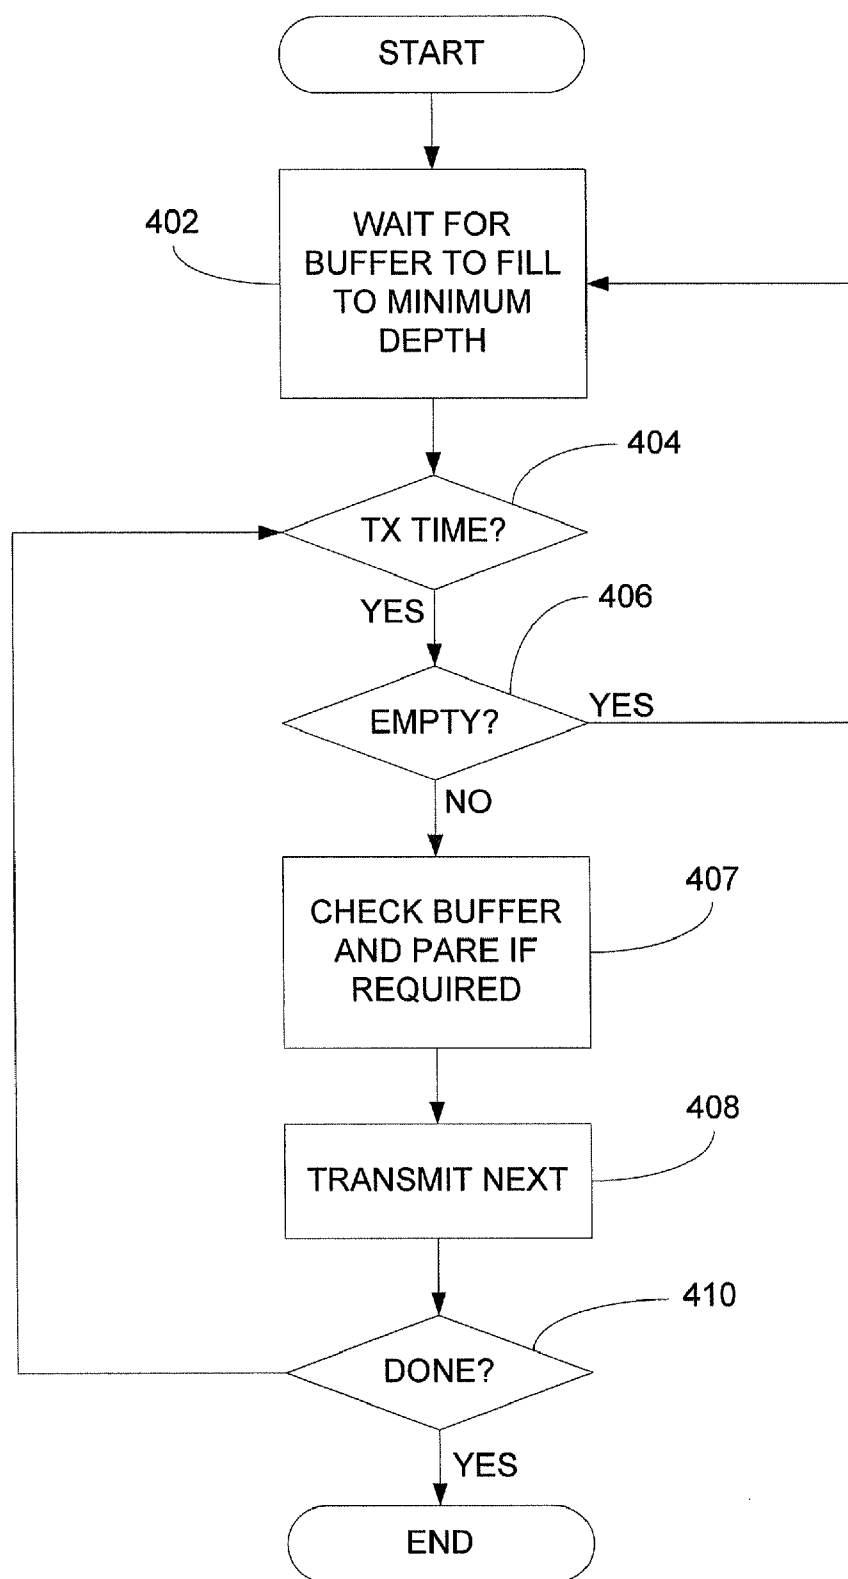 START
402
WAIT FOR
BUFFER TO FILL
TO MINIMUM
DEPTH
404
TX TIME?
YES
406
EMPTY?
YES
NO
407
CHECK BUFFER
AND PARE IF
REQUIRED
408
TRANSMIT NEXT
410
DONE?
YES
END